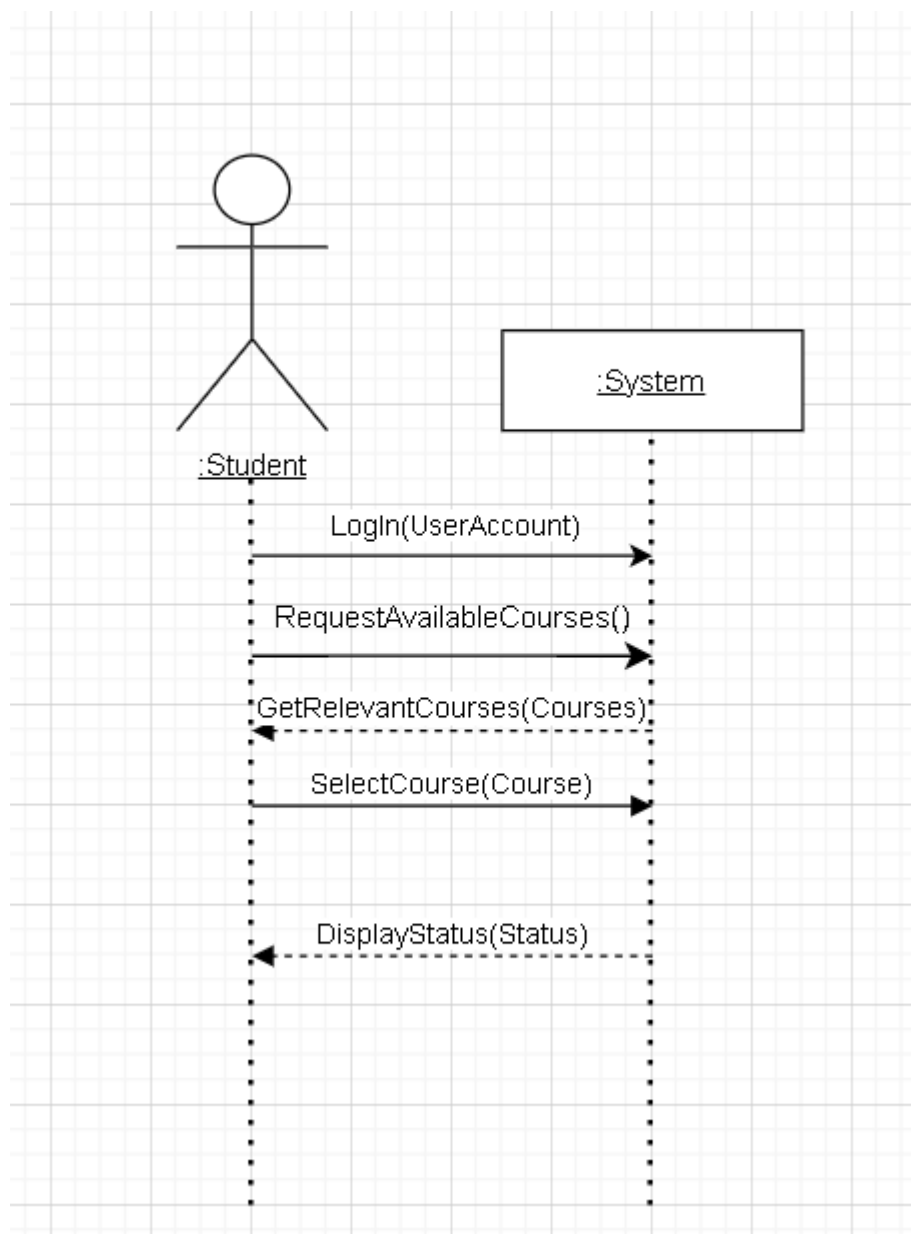 :System
:Student
LogIn(UserAccount)
RequestAvailableCourses()
GetRelevantCourses(Courses)
SelectCourse(Course)
DisplayStatus(Status)